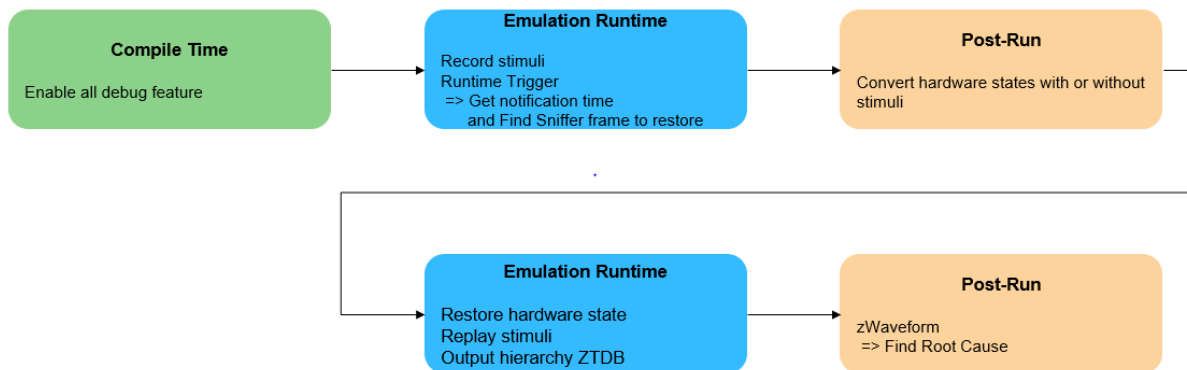 Compile Time
Enable all debug feature
Emulation Runtime
Record stimuli
Runtime Trigger
=> Get notification time
and Find Sniffer frame to restore
Post-Run
Convert hardware states with or without
stimuli
Emulation Runtime
Restore hardware state
Replay stimuli
Output hierarchy ZTDB
Post-Run
zWaveform
=> Find Root Cause